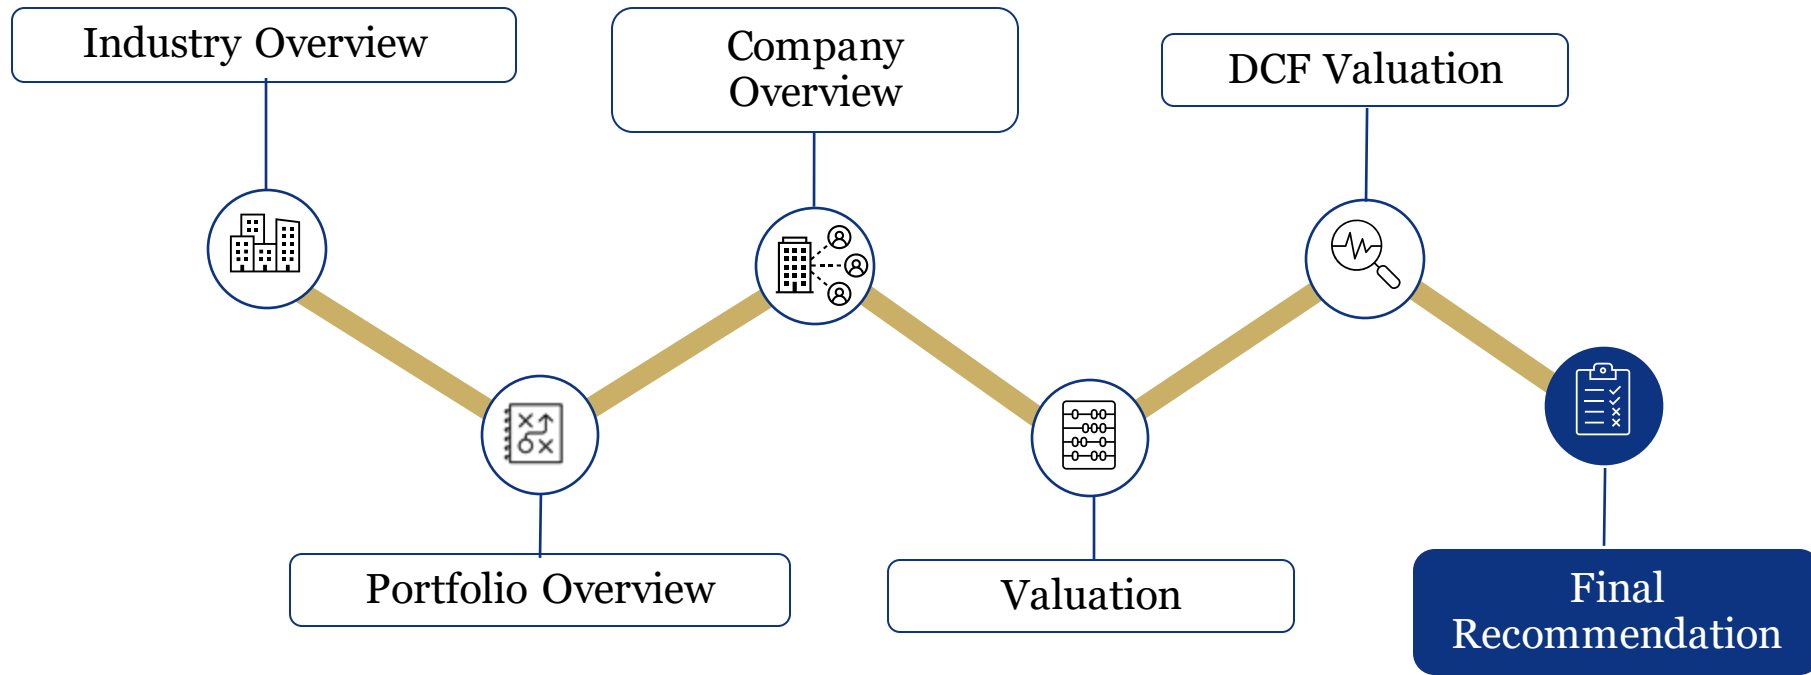 Industry Overview
Portfolio Overview
Company
Overview
Valuation
DCF Valuation
Final
Recommendation